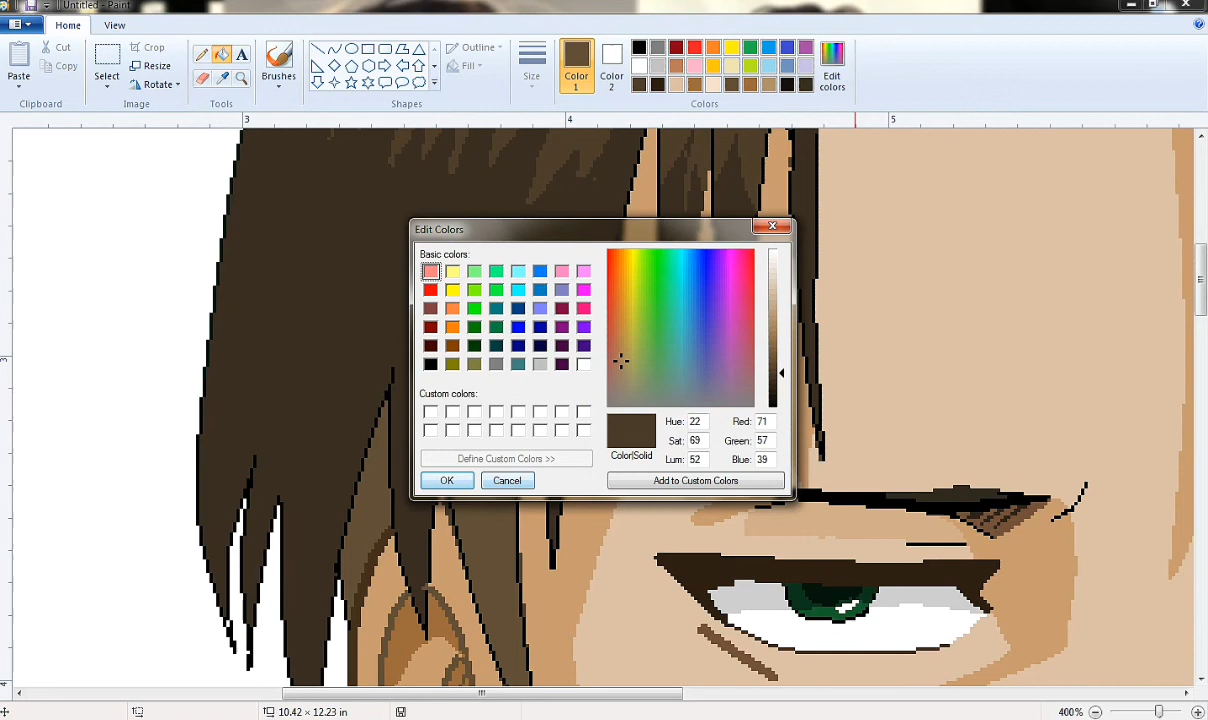 Untitled - Paint
Home View
Paste
Cut
Copy
Clipboard
Select
Crop
Resize
Rotate
Image
A
Tools
Brushes
Outline
Fill
Shapes
Size
Color 1
Color 2
Edit colors
Colors
3 4 5
3
4
Edit Colors
Basic colors:
Custom colors:
Define Custom Colors >>
OK Cancel
Color|Solid
Hue: 22 Red: 71
Sat: 69 Green: 57
Lum: 52 Blue: 39
Add to Custom Colors
10.42 × 12.23 in
400%